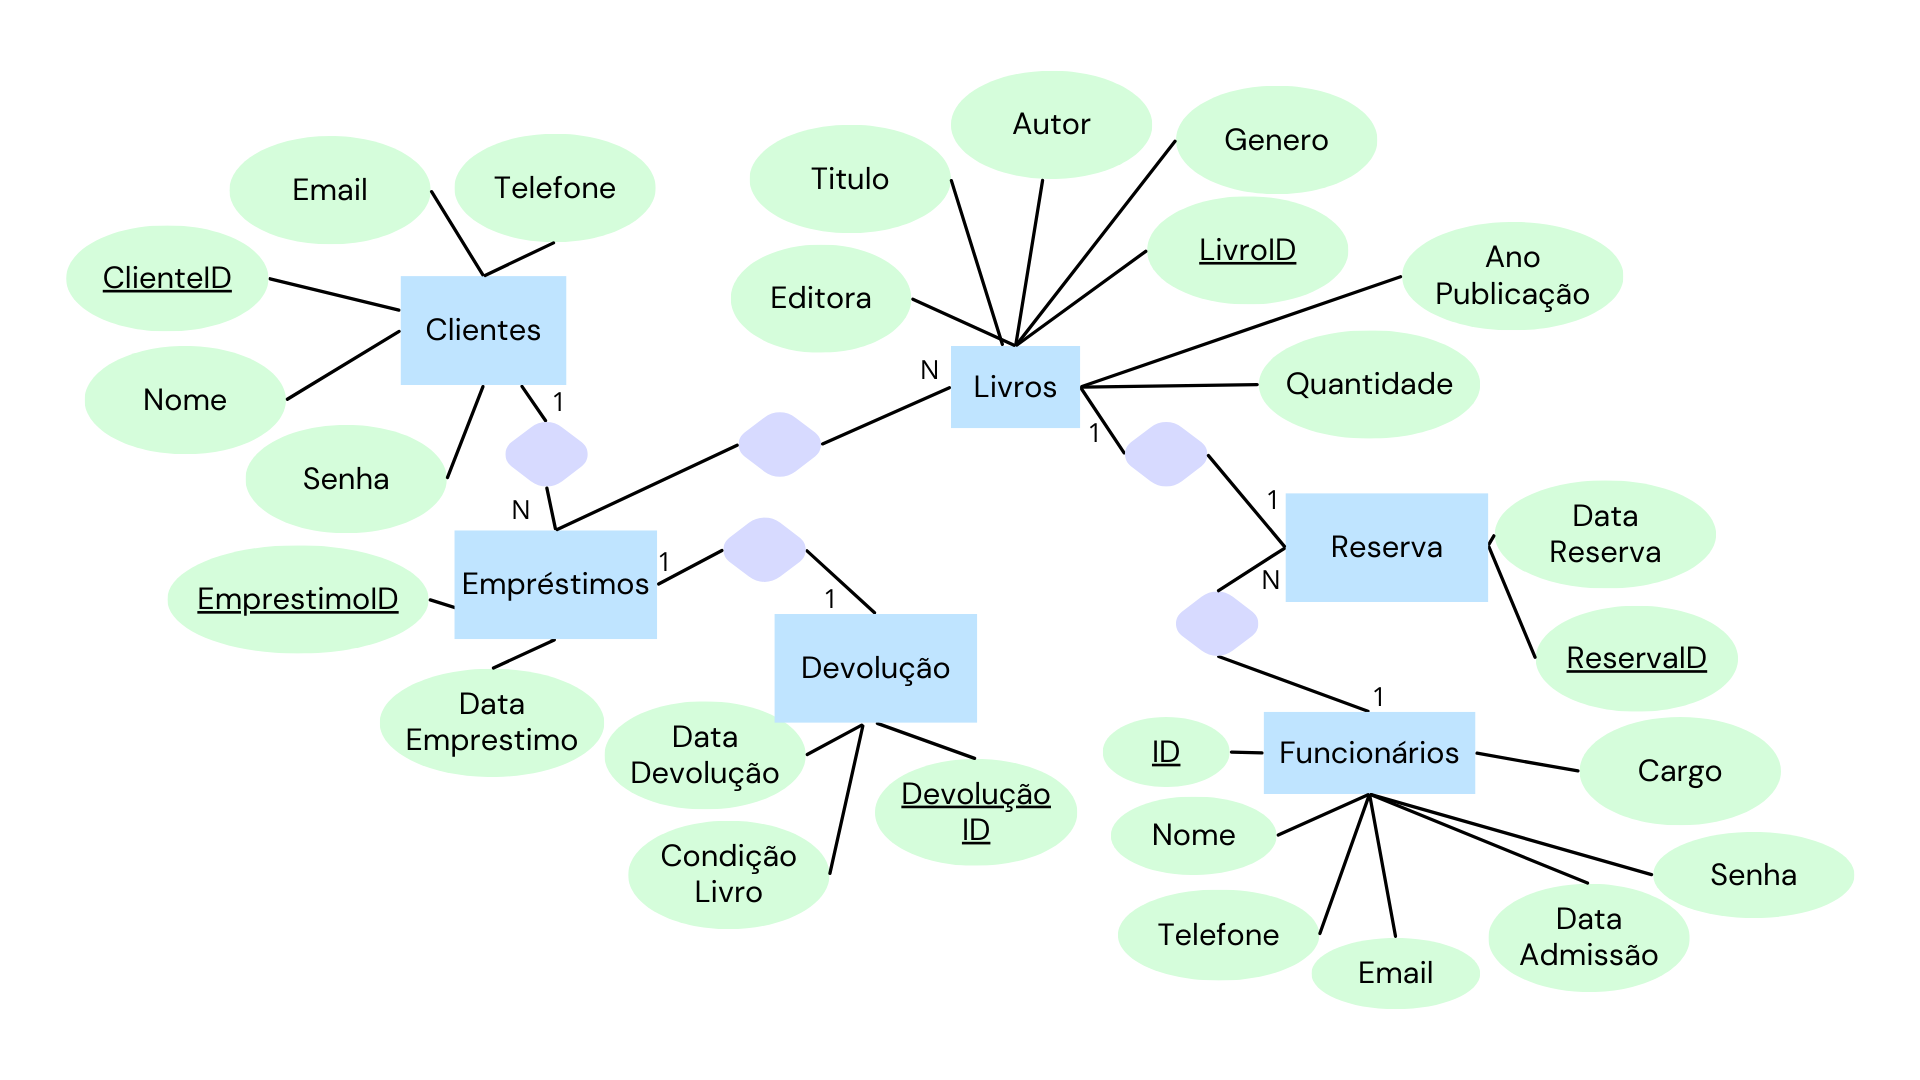 Autor
Genero
Titulo
Email
Telefone
LivroID
Ano
Publicação
ClienteID
Editora
Clientes
N
Livros
Quantidade
Nome
1
1
Senha
N
1
Data
Reserva
Reserva
1
N
EmprestimoID
Empréstimos
1
ReservaID
Devolução
1
Data
Emprestimo
Data
Devolução
ID
Funcionários
Cargo
Devolução
ID
Nome
Condição
Livro
Senha
Telefone
Data
Admissão
Email